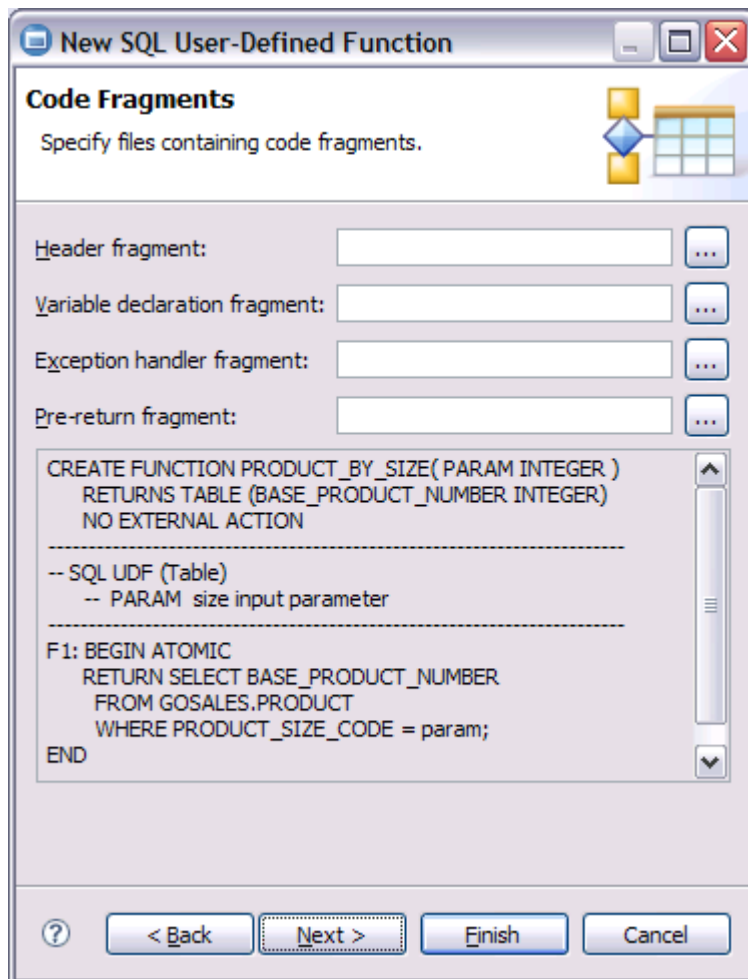 New SQL User-Defined Function
Code Fragments
Specify files containing code fragments.
Header fragment:
...
Variable declaration fragment:
...
Exception handler fragment:
...
Pre-return fragment:
...
CREATE FUNCTION PRODUCT_BY_SIZE( PARAM INTEGER )
RETURNS TABLE (BASE_PRODUCT_NUMBER INTEGER)
NO EXTERNAL ACTION
------------------------------------------------------------------------
-- SQL UDF (Table)
-- PARAM size input parameter
------------------------------------------------------------------------
F1: BEGIN ATOMIC
RETURN SELECT BASE_PRODUCT_NUMBER
FROM GOSALES.PRODUCT
WHERE PRODUCT_SIZE_CODE = param;
END
? < Back Next > Finish Cancel